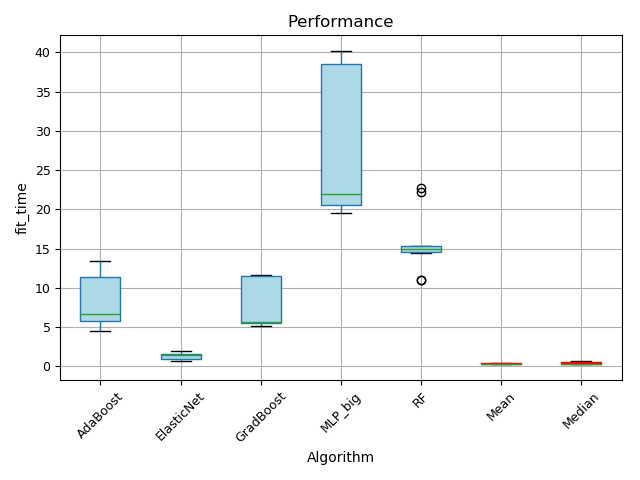 Performance
fit_time
40
35
30
25
20
15
10
5
0
AdaBoost
ElasticNet
GradBoost
MLP_big
RF
Mean
Median
Algorithm